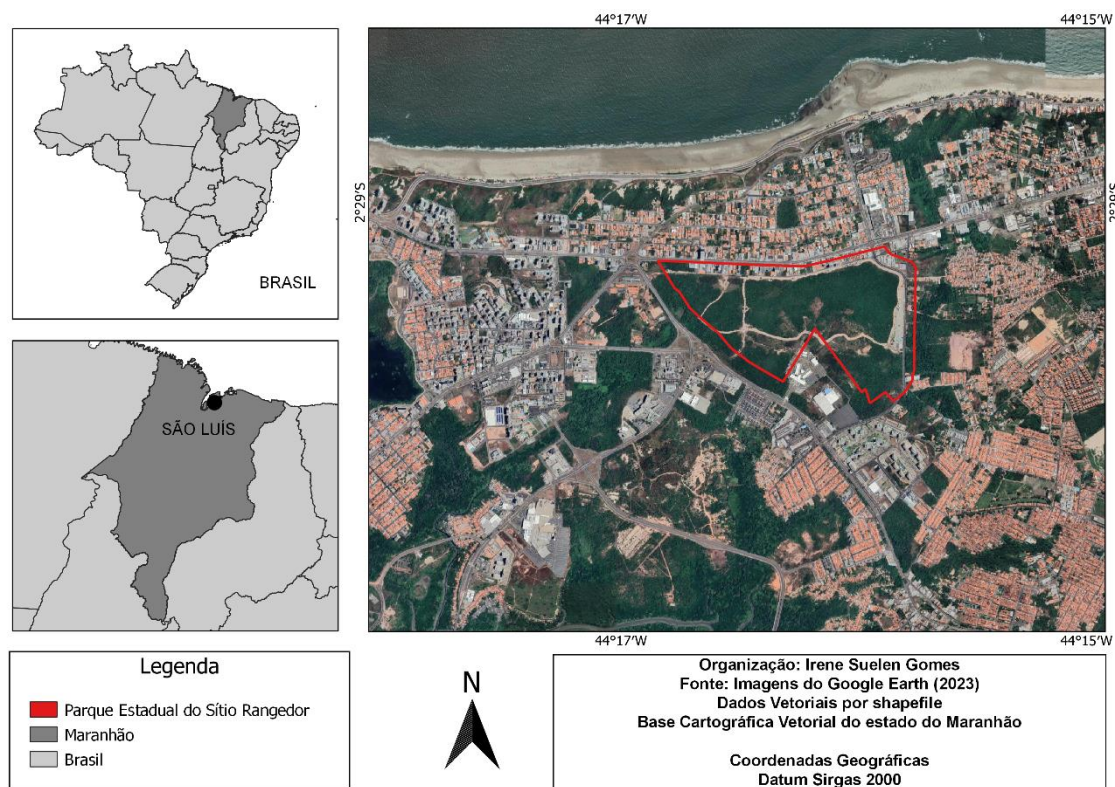 44°17'W
44°15'W
BRASIL
2°29'S
2°29'S
SÃO LUÍS
44°17'W
44°15'W
Legenda
Parque Estadual do Sítio Rangedor
Maranhão
Brasil
N
Organização: Irene Suelen Gomes
Fonte: Imagens do Google Earth (2023)
Dados Vetoriais por shapefile
Base Cartográfica Vetorial do estado do Maranhão
Coordenadas Geográficas
Datum Sirgas 2000